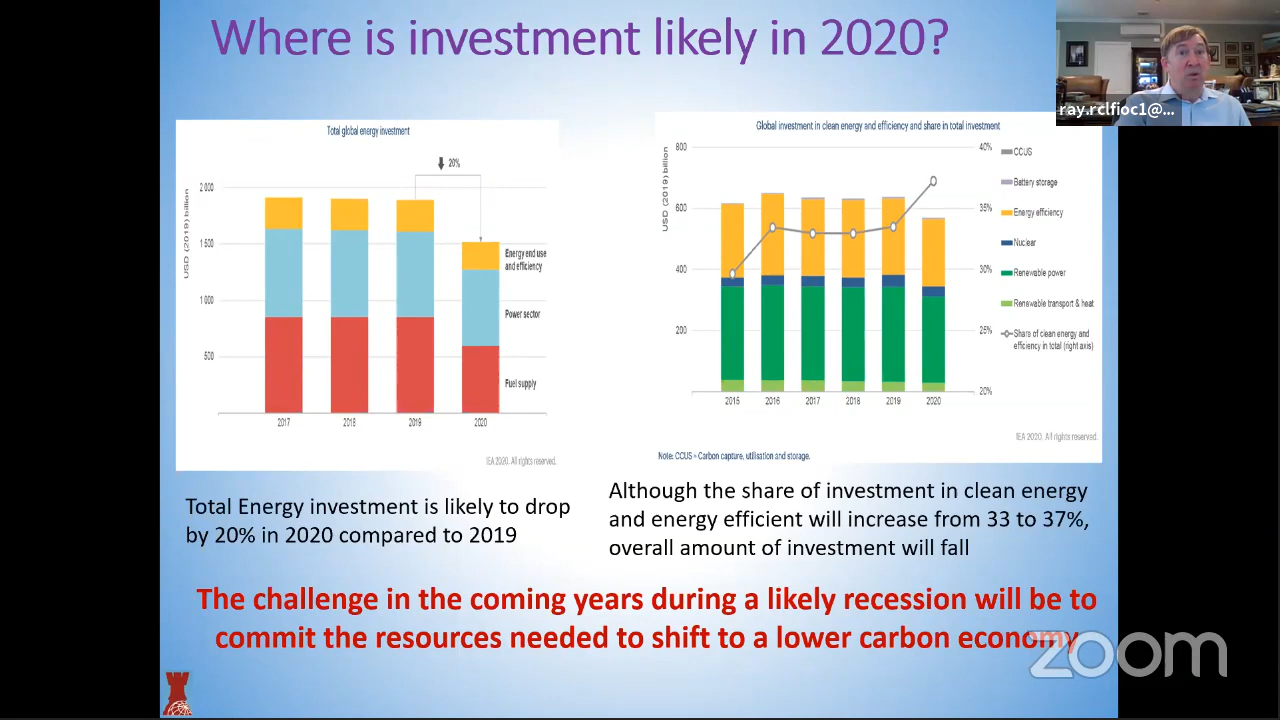 Where is investment likely in 2020?
ray.rclfioc1@...
Total global energy investment
20%
USD (2019) billion
2 000
1 500
1 000
500
Energy end use
and efficiency
Power sector
Fuel supply
2017
2018
2019
2020
IEA 2020. All rights reserved.
Global investment in clean energy and efficiency and share in total investment
USD (2019) billion
800
600
400
200
40%
35%
30%
25%
20%
CCUS
Battery storage
Energy efficiency
Nuclear
Renewable power
Renewable transport & heat
Share of clean energy and
efficiency in total (right axis)
2015
2016
2017
2018
2019
2020
IEA 2020. All rights reserved.
Note: CCUS = Carbon capture, utilisation and storage.
Total Energy investment is likely to drop
by 20% in 2020 compared to 2019
Although the share of investment in clean energy
and energy efficient will increase from 33 to 37%,
overall amount of investment will fall
The challenge in the coming years during a likely recession will be to
commit the resources needed to shift to a lower carbon economy
zoom